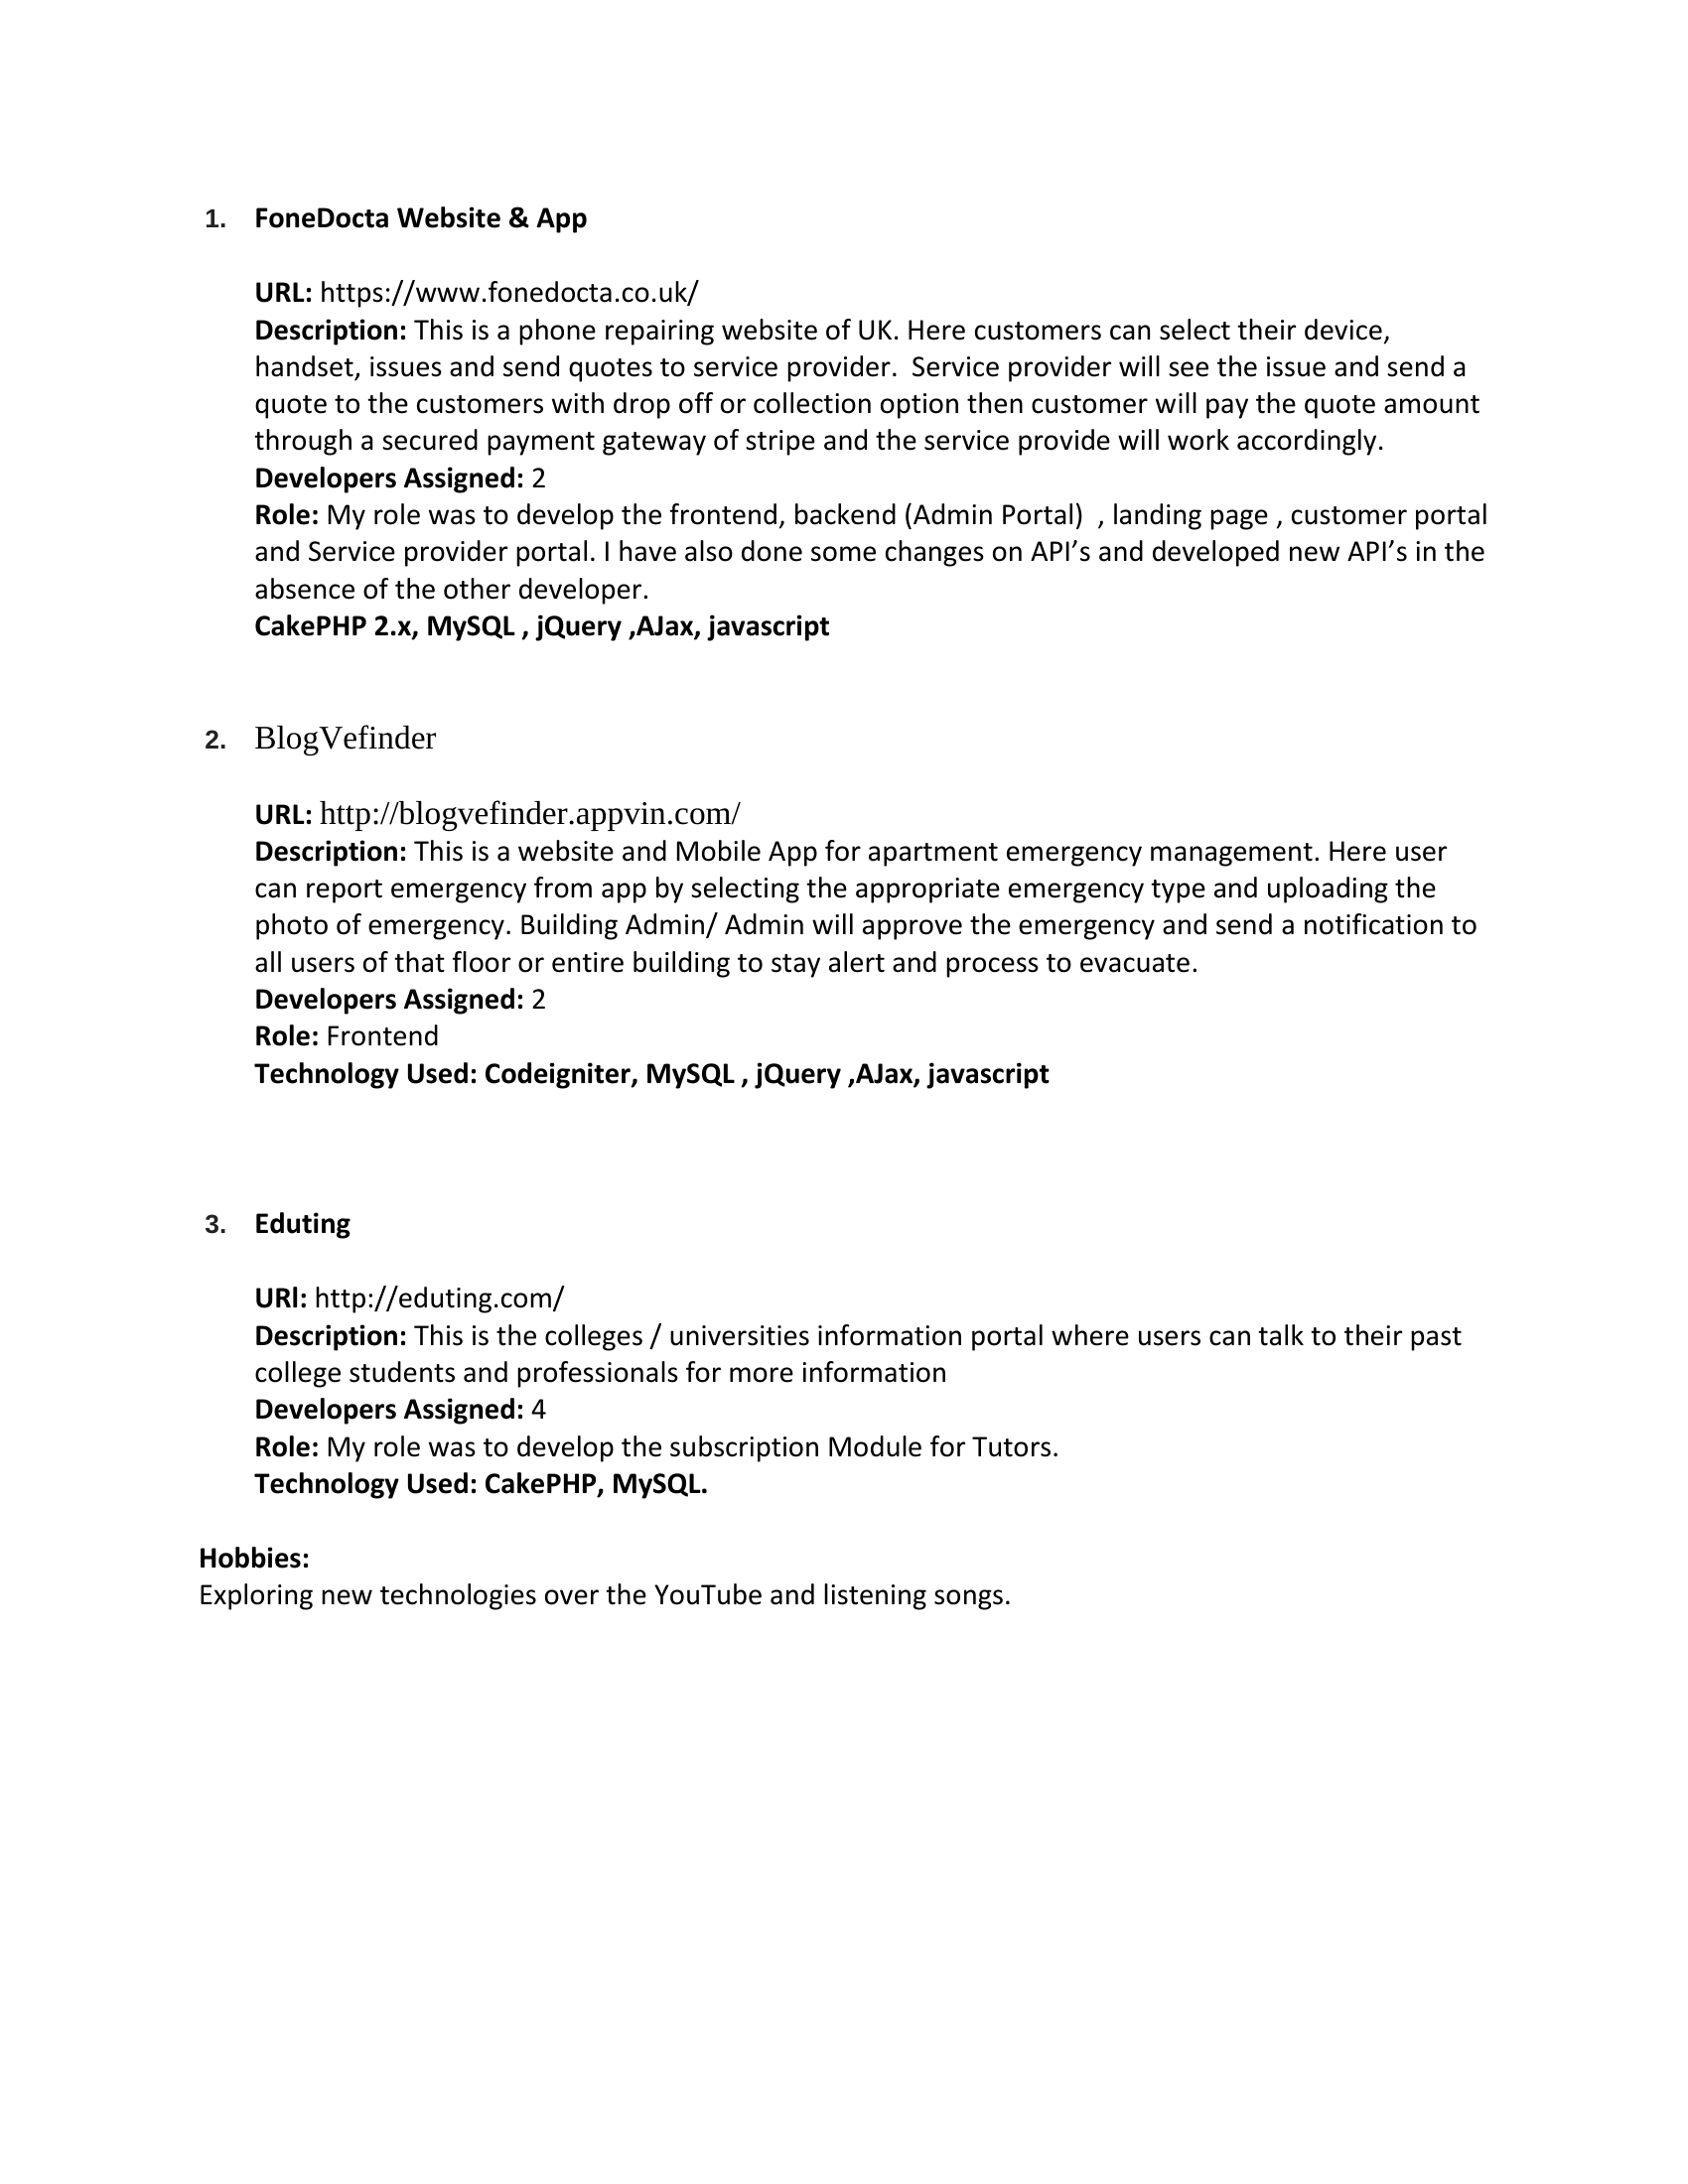 1. FoneDocta Website & App
URL: https://www.fonedocta.co.uk/
Description: This is a phone repairing website of UK. Here customers can select their device,
handset, issues and send quotes to service provider.  Service provider will see the issue and send a
quote to the customers with drop off or collection option then customer will pay the quote amount
through a secured payment gateway of stripe and the service provide will work accordingly.
Developers Assigned: 2
Role: My role was to develop the frontend, backend (Admin Portal)  , landing page , customer portal
and Service provider portal. I have also done some changes on API’s and developed new API’s in the
absence of the other developer.
CakePHP 2.x, MySQL , jQuery ,AJax, javascript
2. BlogVefinder
URL: http://blogvefinder.appvin.com/
Description: This is a website and Mobile App for apartment emergency management. Here user
can report emergency from app by selecting the appropriate emergency type and uploading the
photo of emergency. Building Admin/ Admin will approve the emergency and send a notification to
all users of that floor or entire building to stay alert and process to evacuate.
Developers Assigned: 2
Role: Frontend
Technology Used: Codeigniter, MySQL , jQuery ,AJax, javascript
3. Eduting
URl: http://eduting.com/
Description: This is the colleges / universities information portal where users can talk to their past
college students and professionals for more information
Developers Assigned: 4
Role: My role was to develop the subscription Module for Tutors.
Technology Used: CakePHP, MySQL.
Hobbies:
Exploring new technologies over the YouTube and listening songs.